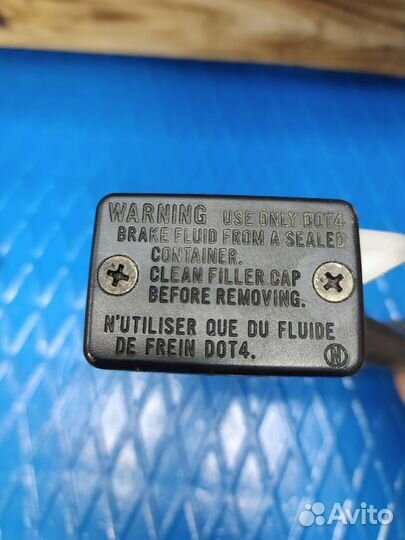 WARNING USE ONLY DOT4
BRAKE FLUID FROM A SEALED
CONTAINER.
CLEAN FILLER CAP
BEFORE REMOVING.
N'UTILISER QUE DU FLUIDE
DE FREIN DOT4.
N
Avito